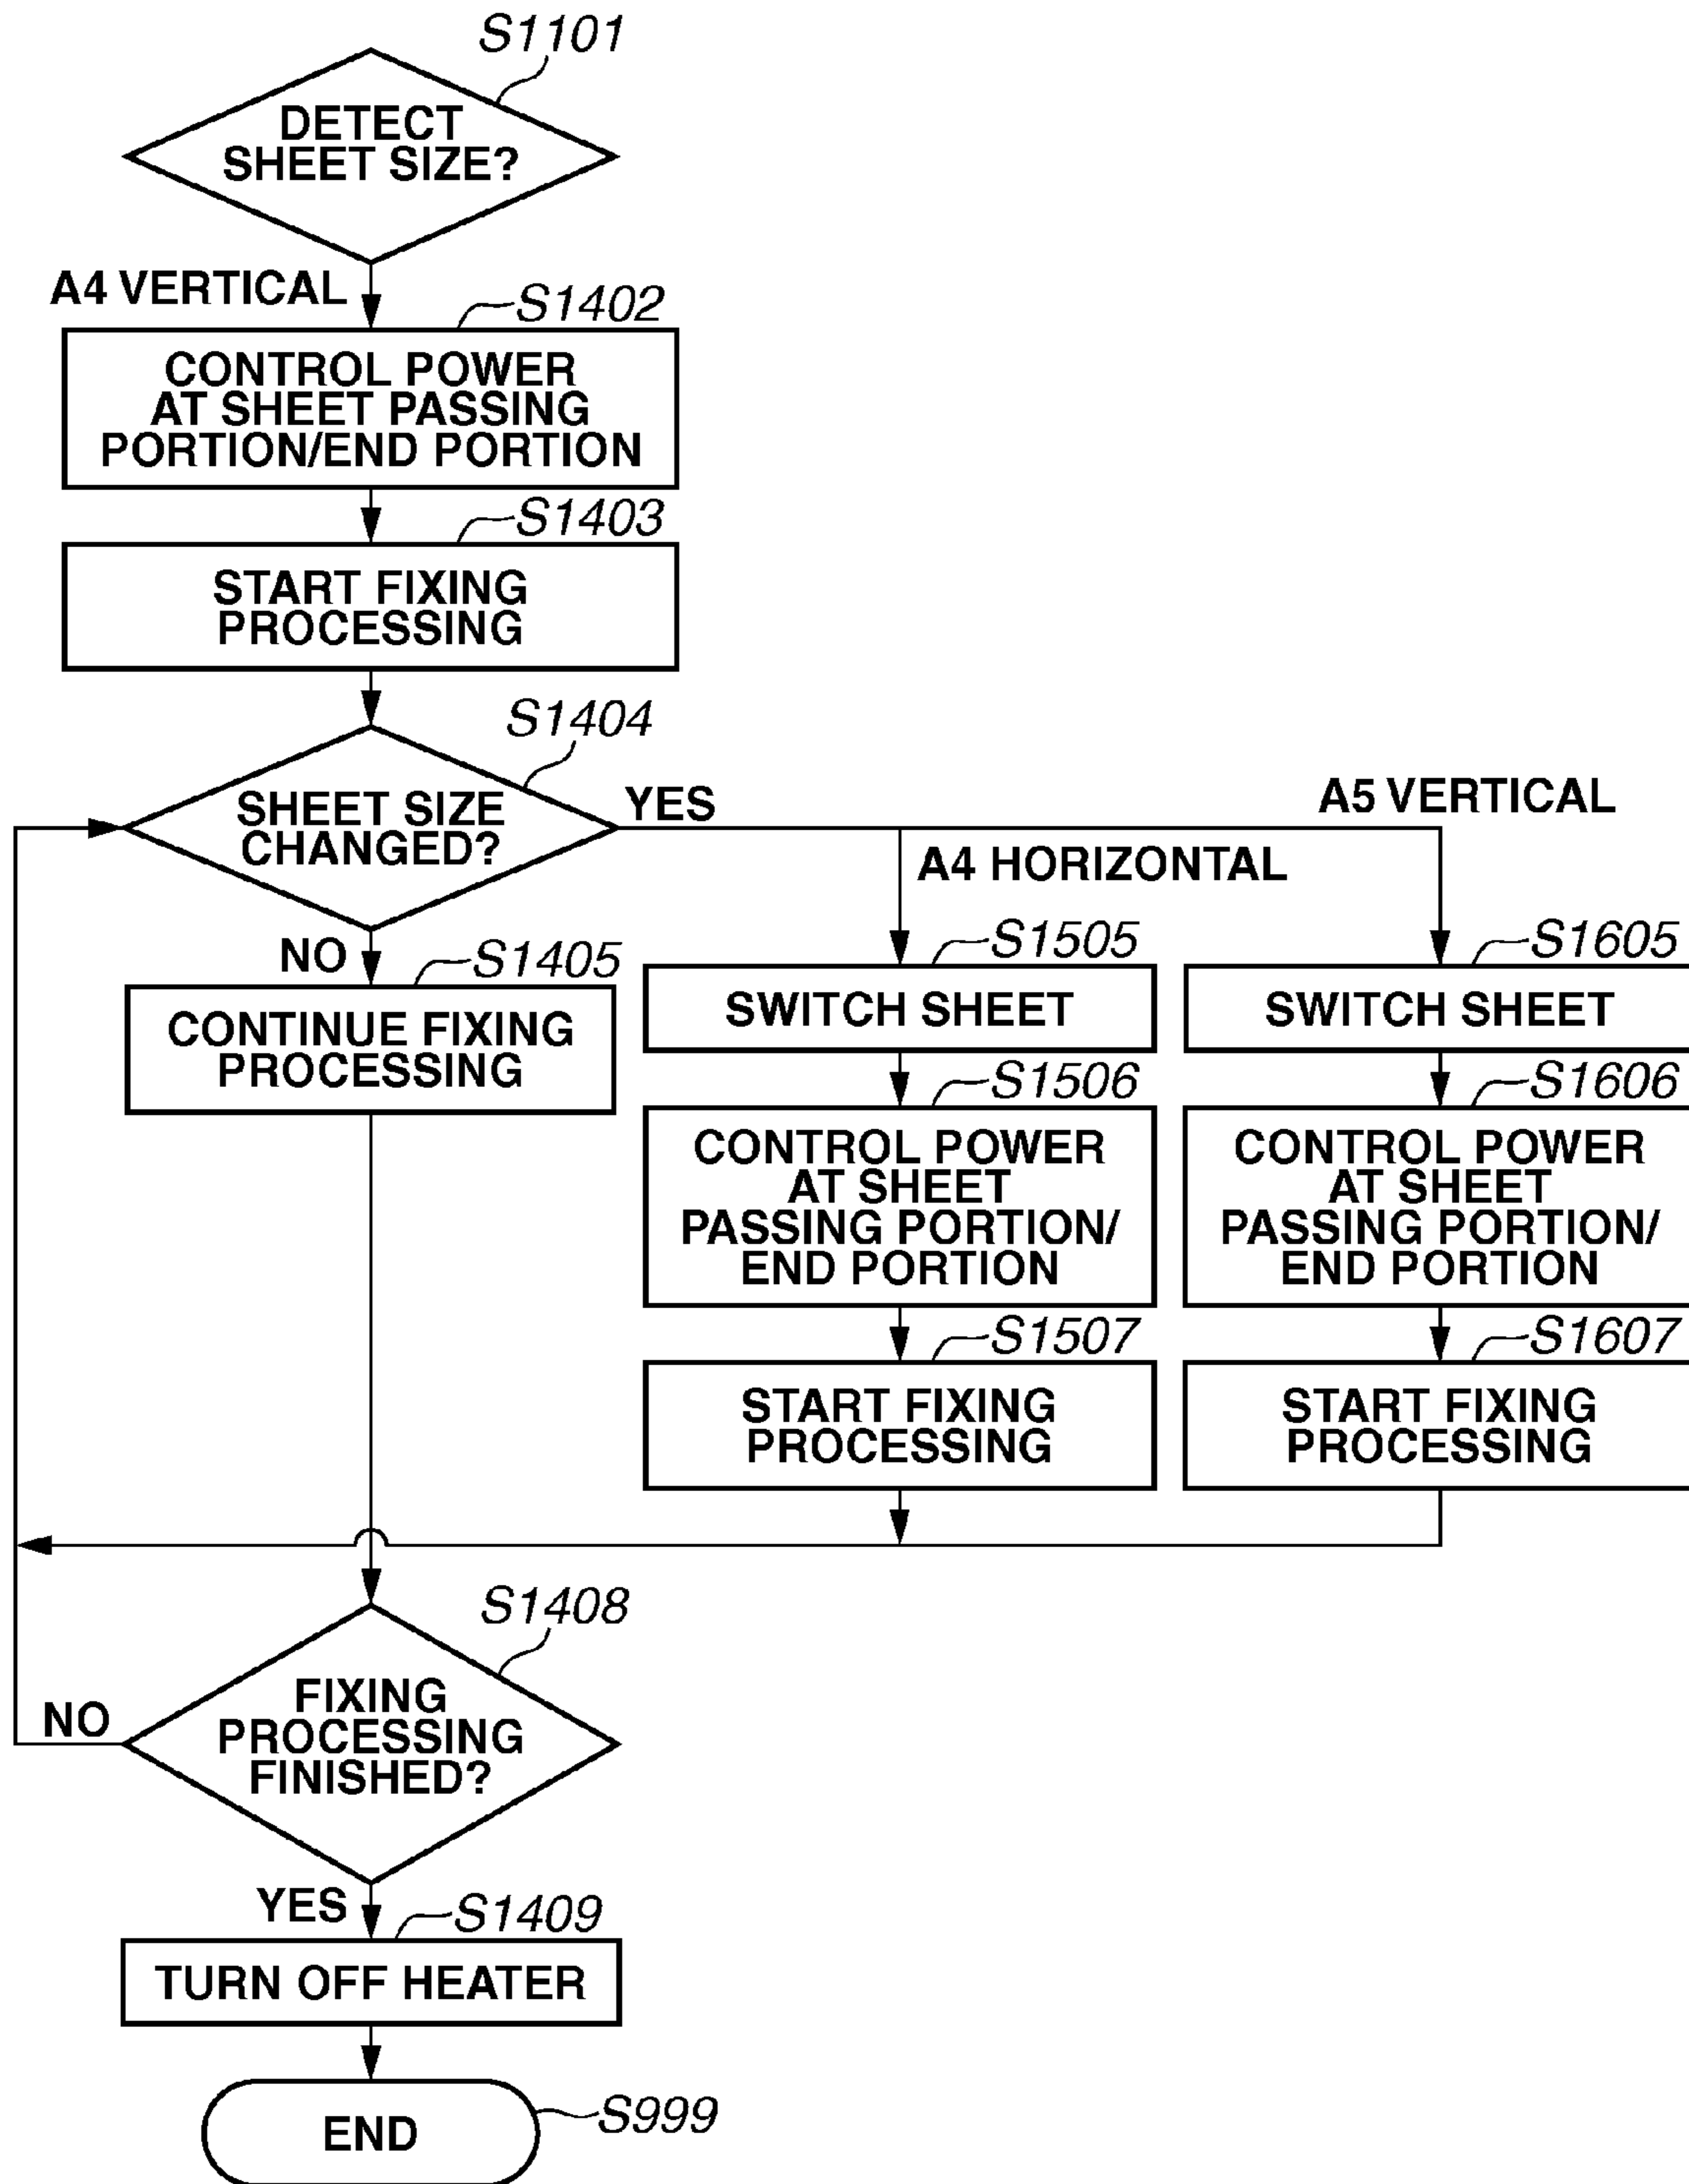 S1101
DETECT
SHEET SIZE?
A4 VERTICAL
S1402
CONTROL POWER
AT SHEET PASSING
PORTION/END PORTION
S1403
START FIXING
PROCESSING
S1404
SHEET SIZE
CHANGED?
YES
A5 VERTICAL
A4 HORIZONTAL
NO
S1405
CONTINUE FIXING
PROCESSING
S1505
SWITCH SHEET
S1506
CONTROL POWER
AT SHEET
PASSING PORTION/
END PORTION
S1507
START FIXING
PROCESSING
S1605
SWITCH SHEET
S1606
CONTROL POWER
AT SHEET
PASSING PORTION/
END PORTION
S1607
START FIXING
PROCESSING
S1408
FIXING
PROCESSING
FINISHED?
NO
YES
S1409
TURN OFF HEATER
END
S999